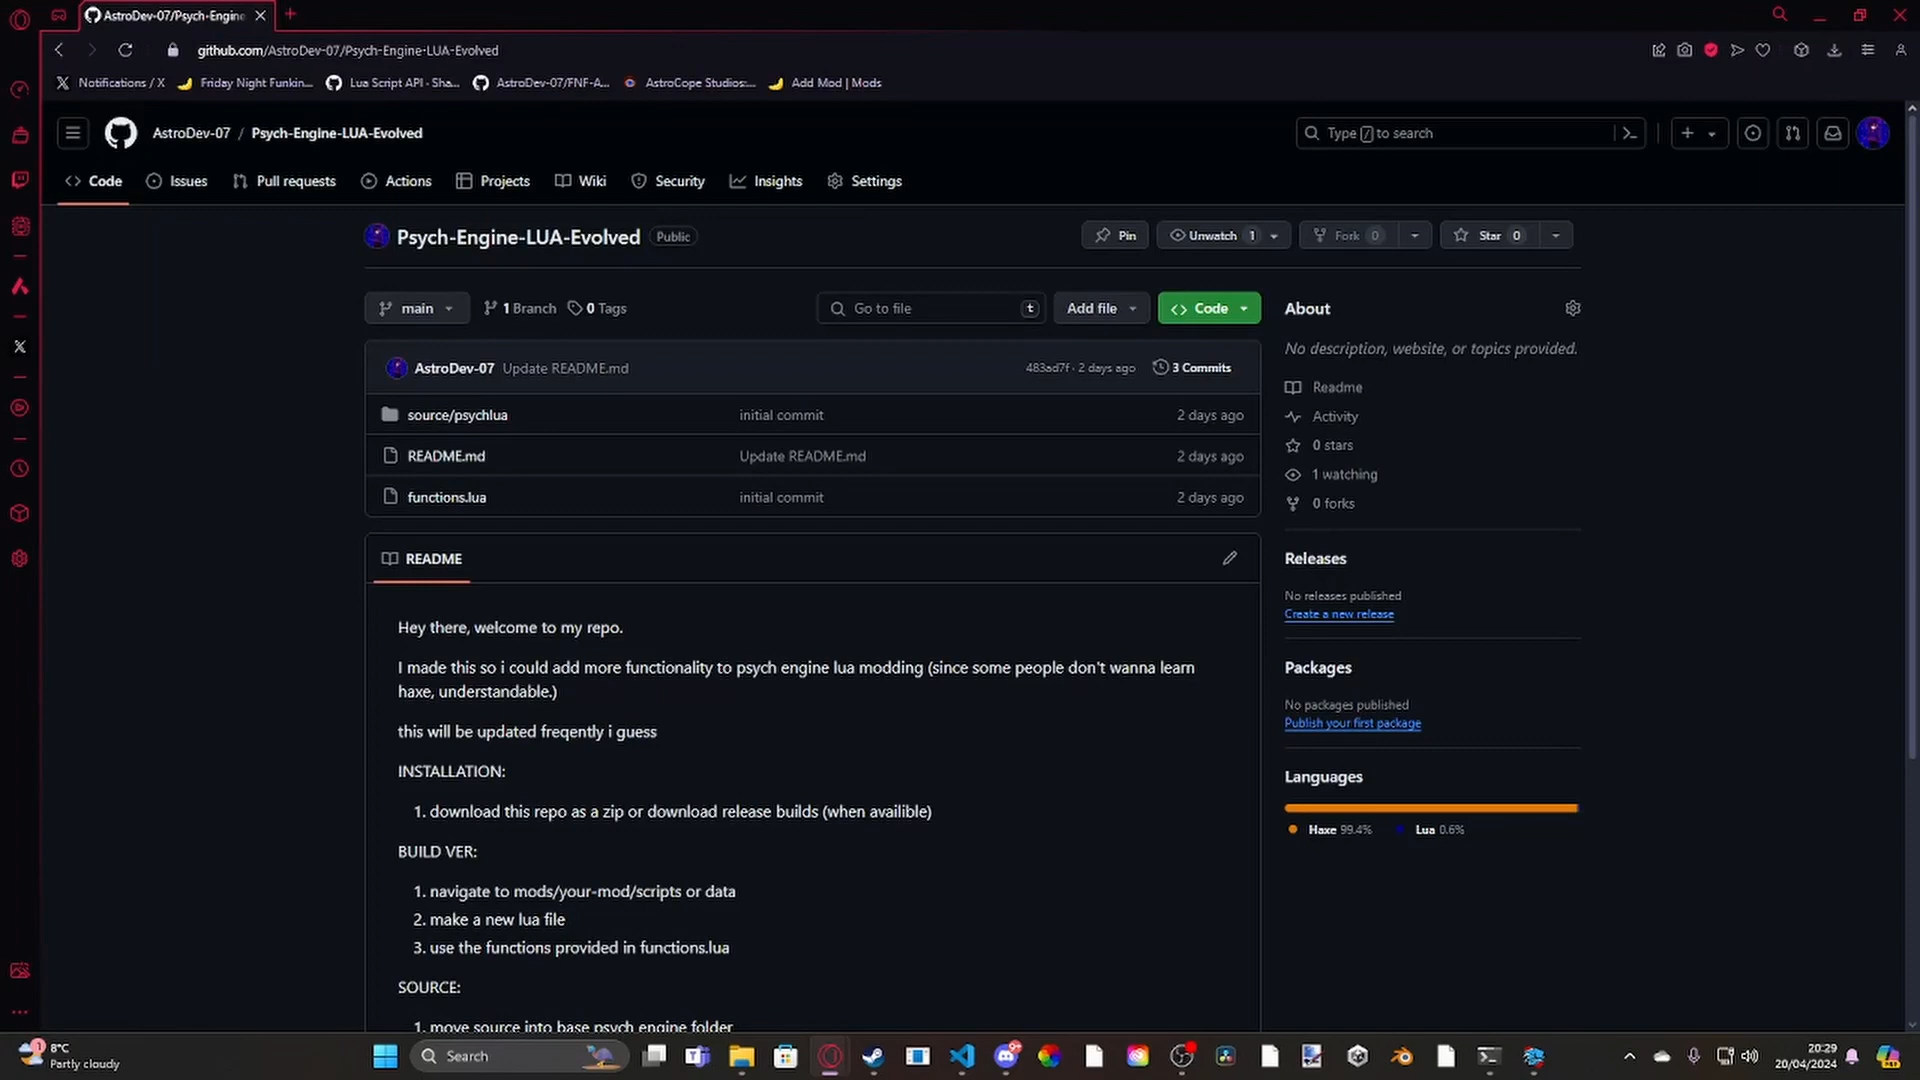 AstroDev-07/Psych-Engine
github.com/AstroDev-07/Psych-Engine-LUA-Evolved
Notifications / X
Friday Night Funkin...
Lua Script API - Sha...
AstroDev-07/FNF-A...
AstroCope Studios:...
Add Mod | Mods
AstroDev-07 / Psych-Engine-LUA-Evolved
Type / to search
Code
Issues
Pull requests
Actions
Projects
Wiki
Security
Insights
Settings
Psych-Engine-LUA-Evolved
Public
Pin
Unwatch 1
Fork 0
Star 0
main
1 Branch
0 Tags
Go to file
t
Add file
Code
AstroDev-07 Update README.md
483ad7f · 2 days ago
3 Commits
source/psychlua initial commit 2 days ago
README.md Update README.md 2 days ago
functions.lua initial commit 2 days ago
README
Hey there, welcome to my repo.
I made this so i could add more functionality to psych engine lua modding (since some people don't wanna learn
haxe, understandable.)
this will be updated freqently i guess
INSTALLATION:
1. download this repo as a zip or download release builds (when availible)
BUILD VER:
1. navigate to mods/your-mod/scripts or data
2. make a new lua file
3. use the functions provided in functions.lua
SOURCE:
1. move source into base psych engine folder
About
No description, website, or topics provided.
Readme
Activity
0 stars
1 watching
0 forks
Releases
No releases published
Create a new release
Packages
No packages published
Publish your first package
Languages
Haxe 99.4%
Lua 0.6%
1
8°C
Partly cloudy
Search
20:29
20/04/2024